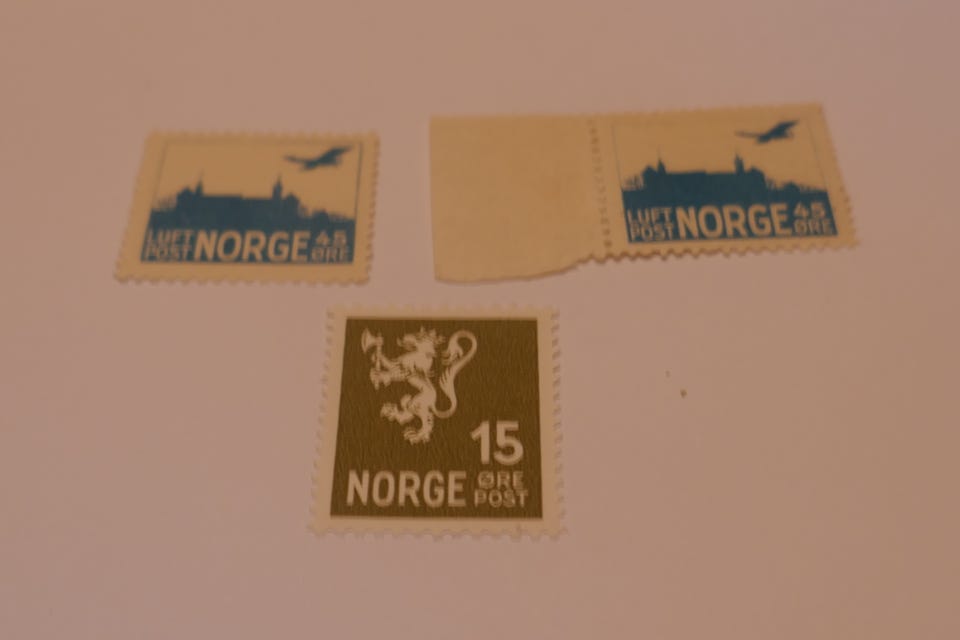 LUFT POST NORGE 45 ØRE
LUFT POST NORGE 45 ØRE
15
NORGE ØRE POST